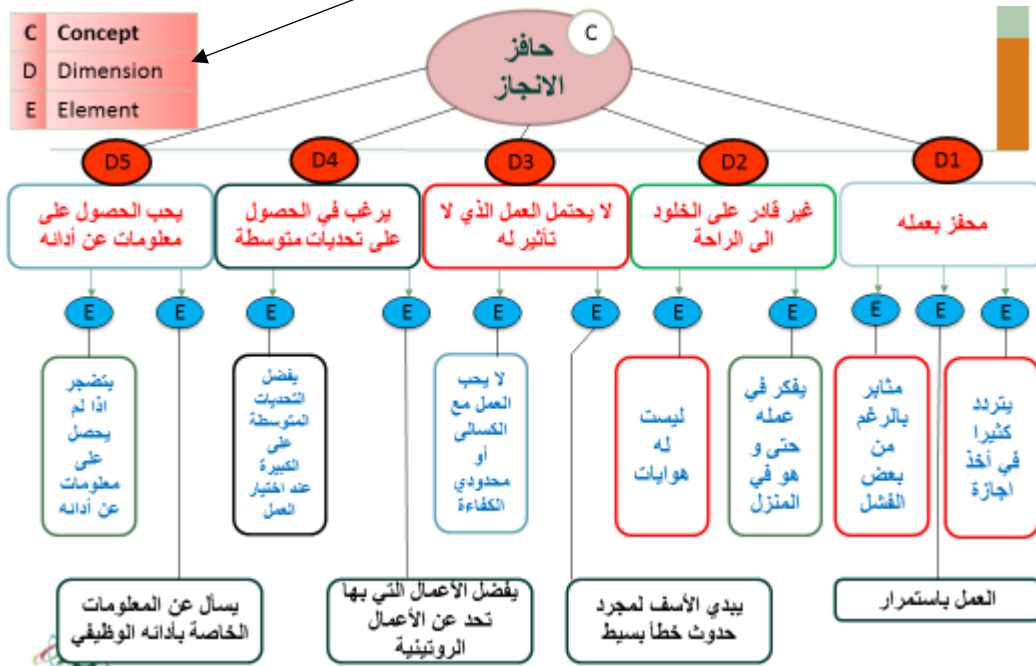 C Concept
D Dimension
E Element
حافز
الانجاز
C
D1
D2
D3
D4
D5
محفز بعمله
غير قادر على الخلود
الى الراحة
لا يحتمل العمل الذي لا
تأثير له
يرغب في الحصول
على تحديات متوسطة
يحب الحصول على
معلومات عن أدائه
E
E
E
E
E
E
E
E
E
E
يتردد
كثيرا
في أخذ
اجازة
مثابر
بالرغم
من
بعض
الفشل
يفكر في
عمله
حتى و
هو في
المنزل
ليست
له
هوايات
لا يحب
العمل مع
الكسالى
أو
محدودي
الكفاءة
يفضل
التحديات
المتوسطة
على
الكبيرة
عند اختيار
العمل
يتضجر
اذا لم
يحصل
على
معلومات
عن أدائه
العمل باستمرار
يبدي الأسف لمجرد
حدوث خطأ بسيط
يفضل الأعمال التي بها
تحد عن الأعمال
الروتينية
يسأل عن المعلومات
الخاصة بأدائه الوظيفي